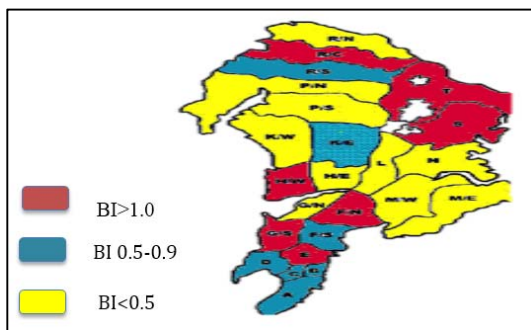 R/N
R/C
R/S
P/N
T
P/S
S
K/W
K/E
L
N
H/W
H/E
G/N
F/N
M/W
M/E
G/S
F/S
E
D
C
B
A
BI>1.0
BI 0.5-0.9
BI<0.5